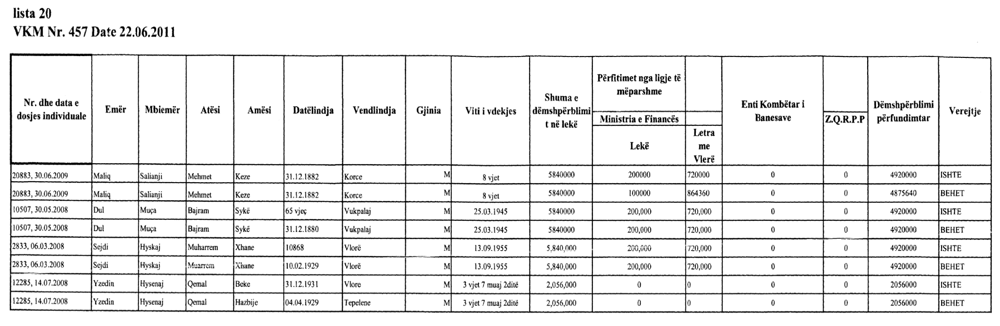 lista 20
VKM Nr. 457 Date 22.06.2011
Nr. dhe data e dosjes individuale Emër Mbiemër Atësi Amësi Datëlindja Vendlindja Gjinia Viti i vdekjes Shuma e dëmshpërblimi t në lekë Përfitimet nga ligje të mëparshme Ministria e Financës Lekë Letra me Vlerë Enti Kombëtar i Banesave Z.Q.R.P.P Dëmshpërblimi përfundimtar Verejtje
20883, 30.06.2009 Maliq Salianji Mehmet Keze 31.12.1882 Korce M 8 vjet 5840000 200000 720000 0 0 4920000 ISHTE
20883, 30.06.2009 Maliq Salianji Mehmet Keze 31.12.1882 Korce M 8 vjet 5840000 100000 864360 0 0 4875640 BEHET
10507, 30.05.2008 Dul Muça Bajram Sykë 65 vjeç Vukpalaj M 25.03.1945 5840000 200,000 720,000 0 0 4920000 ISHTE
10507, 30.05.2008 Dul Muça Bajram Sykë 31.12.1880 Vukpalaj M 25.03.1945 5840000 200,000 720,000 0 0 4920000 BEHET
2833, 06.03.2008 Sejdi Hyskaj Muharrem Xhane 10868 Vlorë M 13.09.1955 5,840,000 200,000 720,000 0 0 4920000 ISHTE
2833, 06.03.2008 Sejdi Hyskaj Muarrem Xhane 10.02.1929 Vlorë M 13.09.1955 5,840,000 200,000 720,000 0 0 4920000 BEHET
12285, 14.07.2008 Yzedin Hysenaj Qemal Beke 31.12.1931 Vlore M 3 vjet 7 muaj 2ditë 2,056,000 0 0 0 0 2056000 ISHTE
12285, 14.07.2008 Yzedin Hysenaj Qemal Hazbije 04.04.1929 Tepelene M 3 vjet 7 muaj 2ditë 2,056,000 0 0 0 0 2056000 BEHET